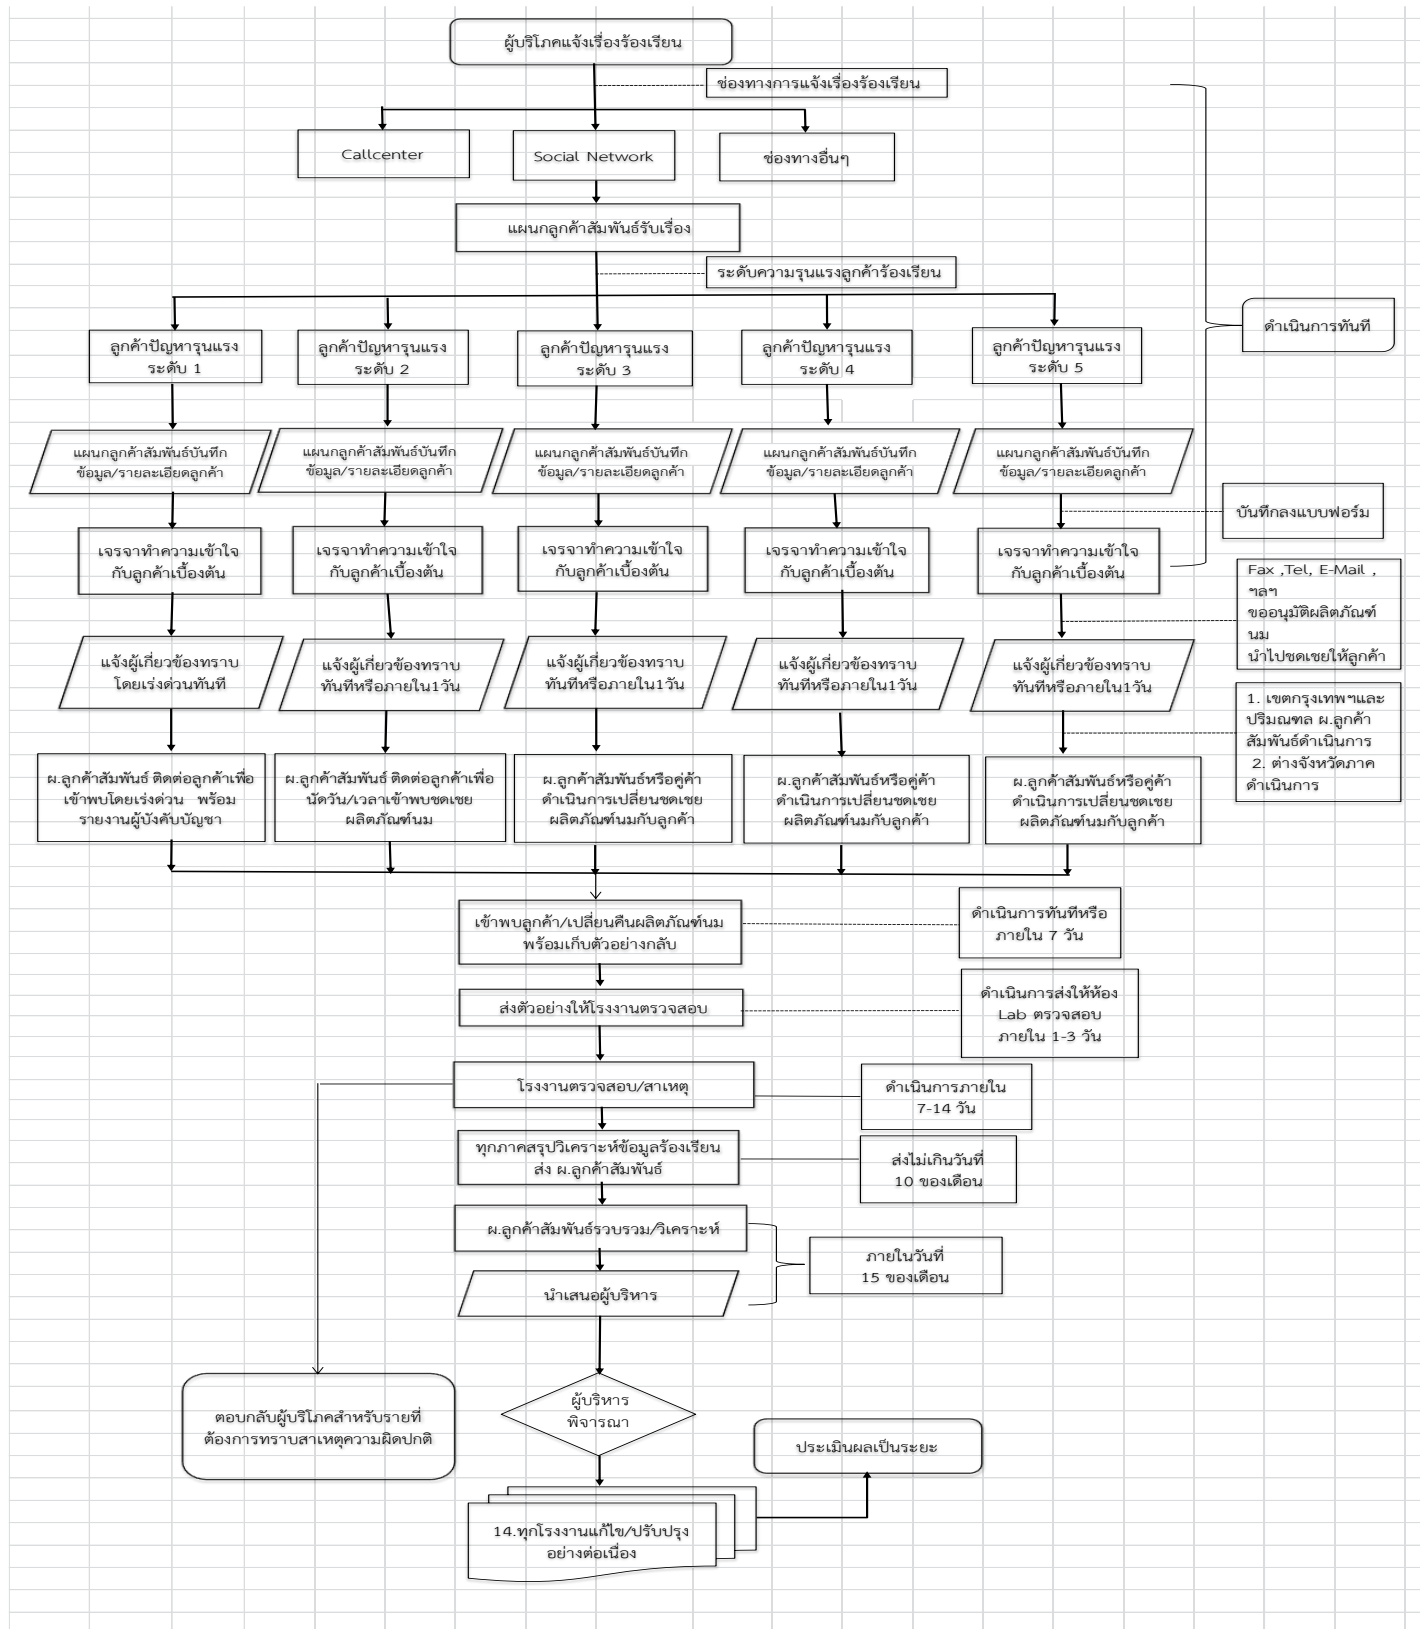 ผู้บริโภคแจ้งเรื่องร้องเรียน
ช่องทางการแจ้งเรื่องร้องเรียน
Callcenter
Social Network
ช่องทางอื่นๆ
แผนกลูกค้าสัมพันธ์รับเรื่อง
ระดับความรุนแรงลูกค้าร้องเรียน
ดำเนินการทันที
ลูกค้าปัญหารุนแรง
ระดับ 1
ลูกค้าปัญหารุนแรง
ระดับ 2
ลูกค้าปัญหารุนแรง
ระดับ 3
ลูกค้าปัญหารุนแรง
ระดับ 4
ลูกค้าปัญหารุนแรง
ระดับ 5
แผนกลูกค้าสัมพันธ์บันทึก
ข้อมูล/รายละเอียดลูกค้า
แผนกลูกค้าสัมพันธ์บันทึก
ข้อมูล/รายละเอียดลูกค้า
แผนกลูกค้าสัมพันธ์บันทึก
ข้อมูล/รายละเอียดลูกค้า
แผนกลูกค้าสัมพันธ์บันทึก
ข้อมูล/รายละเอียดลูกค้า
แผนกลูกค้าสัมพันธ์บันทึก
ข้อมูล/รายละเอียดลูกค้า
บันทึกลงแบบฟอร์ม
เจรจาทำความเข้าใจ
กับลูกค้าเบื้องต้น
เจรจาทำความเข้าใจ
กับลูกค้าเบื้องต้น
เจรจาทำความเข้าใจ
กับลูกค้าเบื้องต้น
เจรจาทำความเข้าใจ
กับลูกค้าเบื้องต้น
เจรจาทำความเข้าใจ
กับลูกค้าเบื้องต้น
Fax ,Tel, E-Mail ,
ฯลฯ
ขออนุมัติผลิตภัณฑ์
นม
นำไปชดเชยให้ลูกค้า
แจ้งผู้เกี่ยวข้องทราบ
โดยเร่งด่วนทันที
แจ้งผู้เกี่ยวข้องทราบ
ทันทีหรือภายใน1วัน
แจ้งผู้เกี่ยวข้องทราบ
ทันทีหรือภายใน1วัน
แจ้งผู้เกี่ยวข้องทราบ
ทันทีหรือภายใน1วัน
แจ้งผู้เกี่ยวข้องทราบ
ทันทีหรือภายใน1วัน
1. เขตกรุงเทพฯและ
ปริมณฑล ผ.ลูกค้า
สัมพันธ์ดำเนินการ
2. ต่างจังหวัดภาค
ดำเนินการ
ผ.ลูกค้าสัมพันธ์ ติดต่อลูกค้าเพื่อ
เข้าพบโดยเร่งด่วน พร้อม
รายงานผู้บังคับบัญชา
ผ.ลูกค้าสัมพันธ์ ติดต่อลูกค้าเพื่อ
นัดวัน/เวลาเข้าพบชดเชย
ผลิตภัณฑ์นม
ผ.ลูกค้าสัมพันธ์หรือคู่ค้า
ดำเนินการเปลี่ยนชดเชย
ผลิตภัณฑ์นมกับลูกค้า
ผ.ลูกค้าสัมพันธ์หรือคู่ค้า
ดำเนินการเปลี่ยนชดเชย
ผลิตภัณฑ์นมกับลูกค้า
ผ.ลูกค้าสัมพันธ์หรือคู่ค้า
ดำเนินการเปลี่ยนชดเชย
ผลิตภัณฑ์นมกับลูกค้า
เข้าพบลูกค้า/เปลี่ยนคืนผลิตภัณฑ์นม
พร้อมเก็บตัวอย่างกลับ
ดำเนินการทันทีหรือ
ภายใน 7 วัน
ส่งตัวอย่างให้โรงงานตรวจสอบ
ดำเนินการส่งให้ห้อง
Lab ตรวจสอบ
ภายใน 1-3 วัน
โรงงานตรวจสอบ/สาเหตุ
ดำเนินการภายใน
7-14 วัน
ทุกภาคสรุปวิเคราะห์ข้อมูลร้องเรียน
ส่ง ผ.ลูกค้าสัมพันธ์
ส่งไม่เกินวันที่
10 ของเดือน
ผ.ลูกค้าสัมพันธ์รวบรวม/วิเคราะห์
ภายในวันที่
15 ของเดือน
นำเสนอผู้บริหาร
ผู้บริหาร
พิจารณา
ตอบกลับผู้บริโภคสำหรับรายที่
ต้องการทราบสาเหตุความผิดปกติ
ประเมินผลเป็นระยะ
14.ทุกโรงงานแก้ไข/ปรับปรุง
อย่างต่อเนื่อง